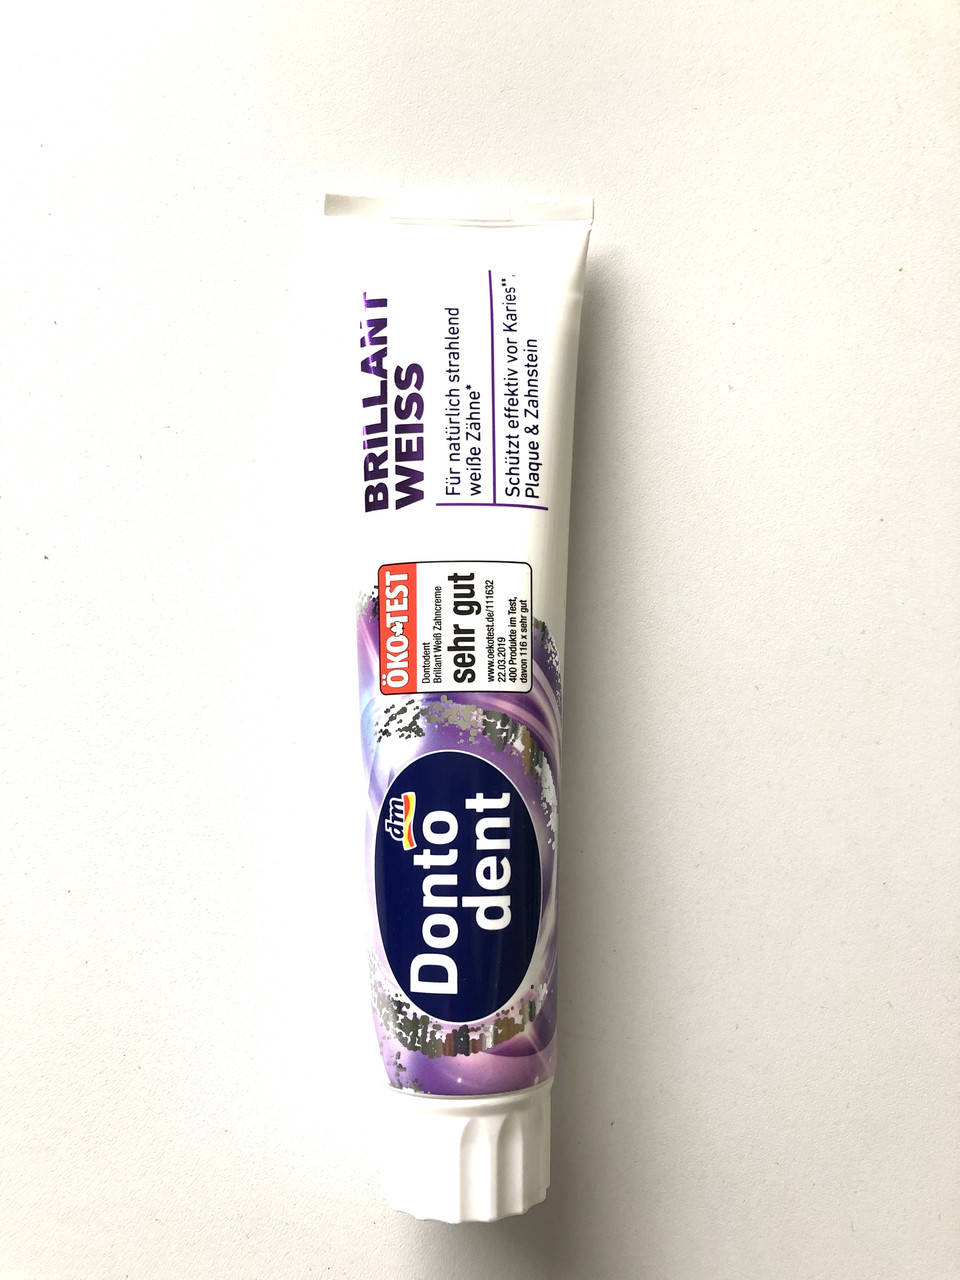 dm
Donto
dent
ÖKO-TEST
Dontodent
Brillant Weiß Zahncreme
sehr gut
www.oekotest.de/111632
22.03.2019
400 Produkte im Test,
davon 116 x sehr gut
BRILLANT
WEISS
Für natürlich strahlend
weiße Zähne*
Schützt effektiv vor Karies**,
Plaque & Zahnstein